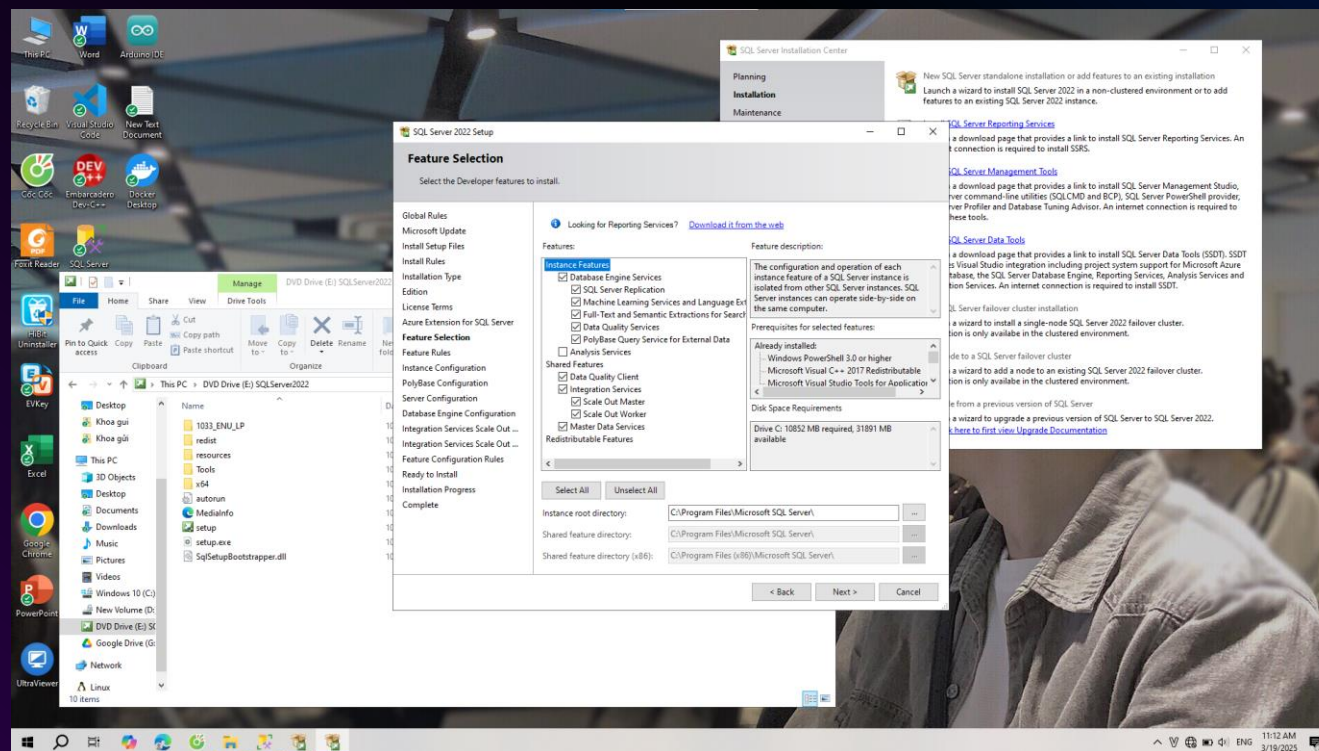 This PC
Word
Arduino IDE
Recycle Bin
Visual Studio
Code
New Text
Document
Cốc Cốc
Embarcadero
Dev-C++
Docker
Desktop
Foxit Reader
SQL Server
HiBit
Uninstaller
EVKey
Excel
Google
Chrome
PowerPoint
UltraViewer
SQL Server Installation Center
Planning
Installation
Maintenance
New SQL Server standalone installation or add features to an existing installation
Launch a wizard to install SQL Server 2022 in a non-clustered environment or to add
features to an existing SQL Server 2022 instance.
SQL Server Reporting Services
a download page that provides a link to install SQL Server Reporting Services. An
t connection is required to install SSRS.
SQL Server Management Tools
a download page that provides a link to install SQL Server Management Studio,
rver command-line utilities (SQLCMD and BCP), SQL Server PowerShell provider,
rver Profiler and Database Tuning Advisor. An internet connection is required to
hese tools.
SQL Server Data Tools
a download page that provides a link to install SQL Server Data Tools (SSDT). SSDT
es Visual Studio integration including project system support for Microsoft Azure
tabase, the SQL Server Database Engine, Reporting Services, Analysis Services and
tion Services. An internet connection is required to install SSDT.
QL Server failover cluster installation
a wizard to install a single-node SQL Server 2022 failover cluster.
tion is only availabe in the clustered environment.
de to a SQL Server failover cluster
a wizard to add a node to an existing SQL Server 2022 failover cluster.
tion is only availabe in the clustered environment.
e from a previous version of SQL Server
a wizard to upgrade a previous version of SQL Server to SQL Server 2022.
here to first view Upgrade Documentation
SQL Server 2022 Setup
Feature Selection
Select the Developer features to install.
Global Rules
Microsoft Update
Install Setup Files
Install Rules
Installation Type
Edition
License Terms
Azure Extension for SQL Server
Feature Selection
Feature Rules
Instance Configuration
PolyBase Configuration
Server Configuration
Database Engine Configuration
Integration Services Scale Out ...
Integration Services Scale Out ...
Feature Configuration Rules
Ready to Install
Installation Progress
Complete
Looking for Reporting Services? Download it from the web
Features:
Instance Features
Database Engine Services
SQL Server Replication
Machine Learning Services and Language Ext
Full-Text and Semantic Extractions for Search
Data Quality Services
PolyBase Query Service for External Data
Analysis Services
Shared Features
Data Quality Client
Integration Services
Scale Out Master
Scale Out Worker
Master Data Services
Redistributable Features
Feature description:
The configuration and operation of each
instance feature of a SQL Server instance is
isolated from other SQL Server instances. SQL
Server instances can operate side-by-side on
the same computer.
Prerequisites for selected features:
Already installed:
Windows PowerShell 3.0 or higher
Microsoft Visual C++ 2017 Redistributable
Microsoft Visual Studio Tools for Applicatior
Disk Space Requirements
Drive C: 10852 MB required, 31891 MB
available
Select All
Unselect All
Instance root directory: C:\Program Files\Microsoft SQL Server\
Shared feature directory: C:\Program Files\Microsoft SQL Server\
Shared feature directory (x86): C:\Program Files (x86)\Microsoft SQL Server\
< Back
Next >
Cancel
Manage
DVD Drive (E:) SQLServer2022
File
Home
Share
View
Drive Tools
Pin to Quick
access
Copy
Paste
Cut
Copy path
Paste shortcut
Clipboard
Move
to
Copy
to
Delete
Rename
Organize
Nev
fold
This PC > DVD Drive (E:) SQLServer2022
Desktop
Khoa gui
Khoa gửi
This PC
3D Objects
Desktop
Documents
Downloads
Music
Pictures
Videos
Windows 10 (C:)
New Volume (D:
DVD Drive (E:) SC
Google Drive (G:
Network
Linux
Name
1033_ENU_LP
redist
resources
Tools
x64
autorun
MediaInfo
setup
setup.exe
SqlSetupBootstrapper.dll
10 items
ENG
11:12 AM
3/19/2025